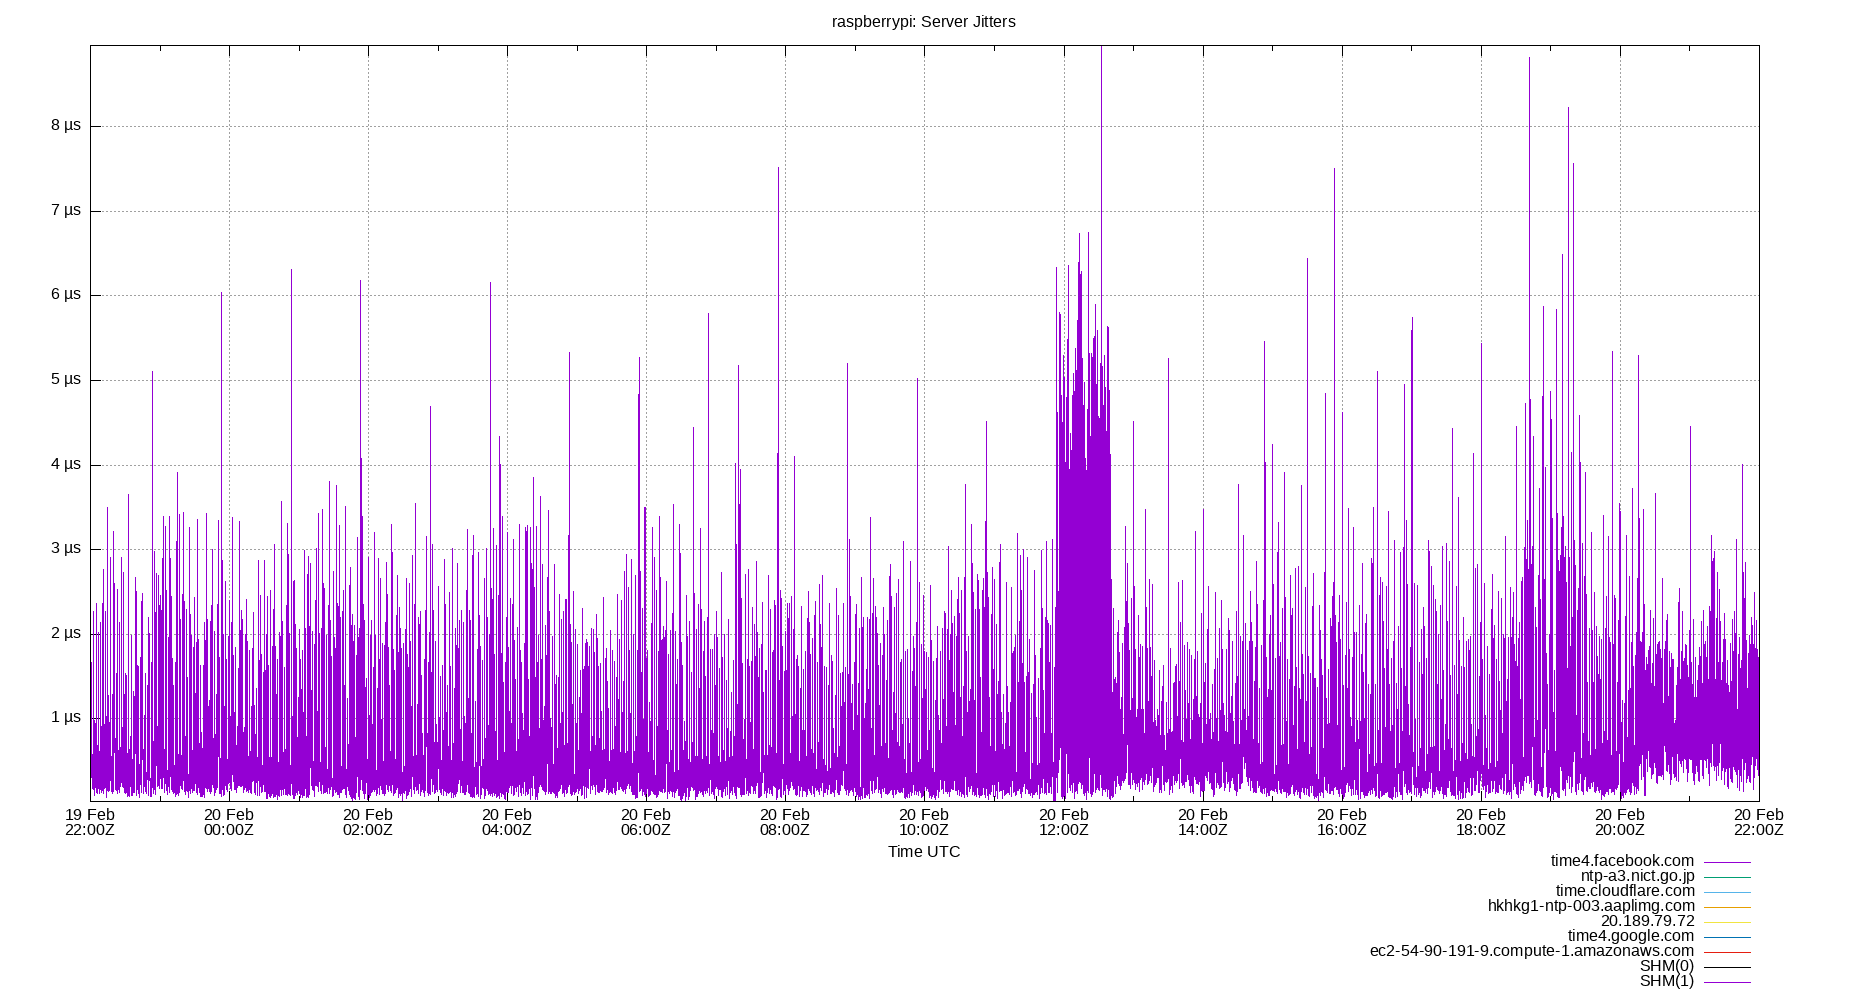 raspberrypi: Server Jitters
8 µs
7 µs
6 µs
5 µs
4 µs
3 µs
2 µs
1 µs
19 Feb 20 Feb 20 Feb 20 Feb 20 Feb 20 Feb 20 Feb 20 Feb 20 Feb 20 Feb 20 Feb 20 Feb 20 Feb
22:00Z 00:00Z 02:00Z 04:00Z 06:00Z 08:00Z 10:00Z 12:00Z 14:00Z 16:00Z 18:00Z 20:00Z 22:00Z
Time UTC
time4.facebook.com
ntp-a3.nict.go.jp
time.cloudflare.com
hkhkg1-ntp-003.aaplimg.com
20.189.79.72
time4.google.com
ec2-54-90-191-9.compute-1.amazonaws.com
SHM(0)
SHM(1)